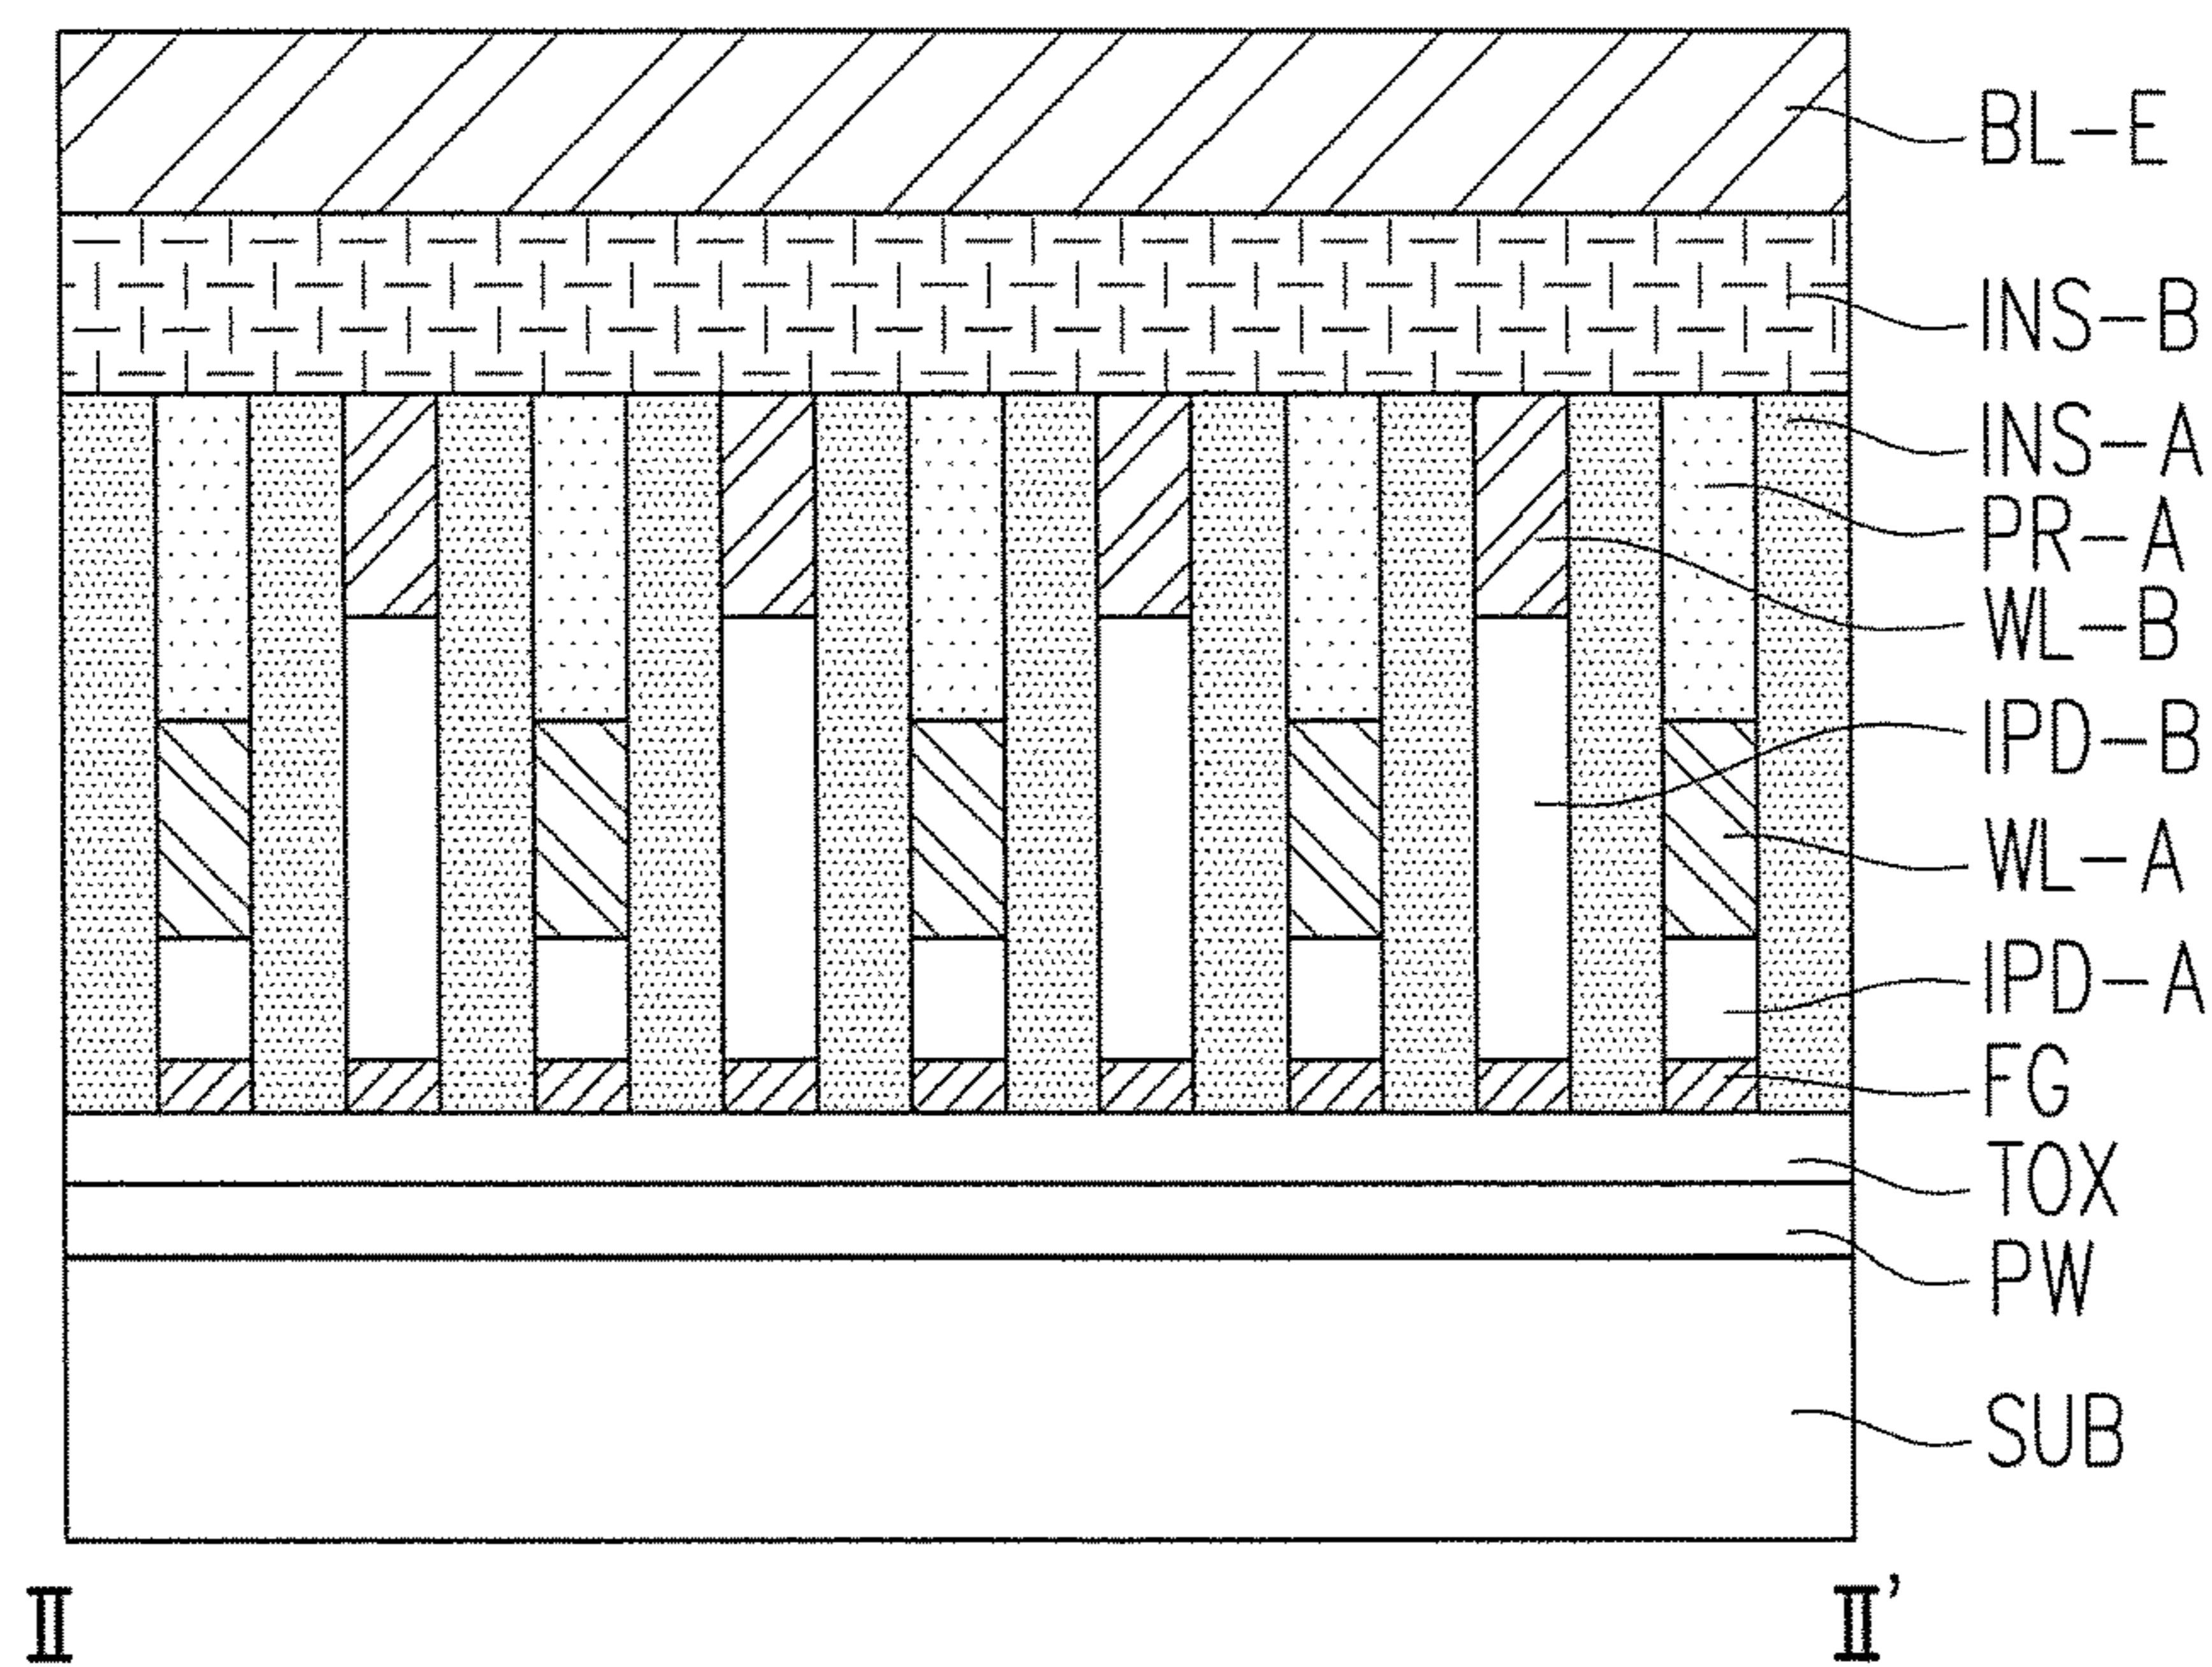 BL-E
INS-B
INS-A
PR-A
WL-B
IPD-B
WL-A
IPD-A
FG
TOX
PW
SUB
II II'